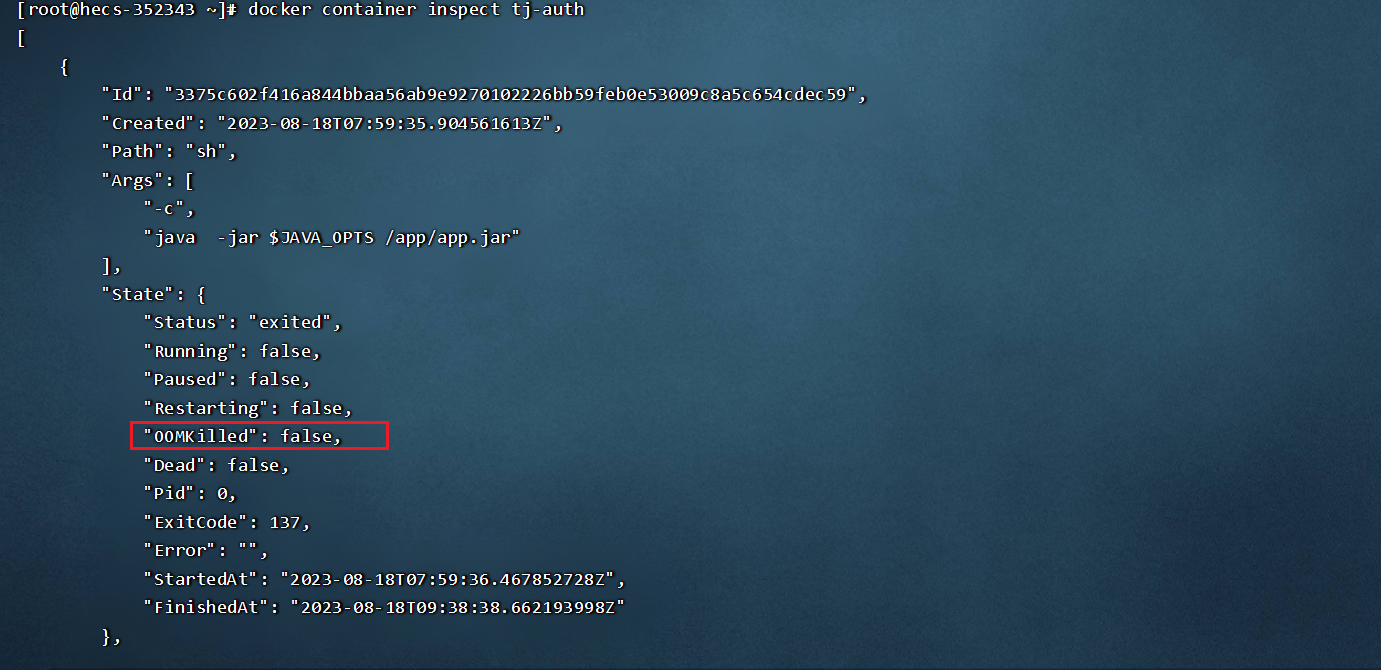 [root@hecs-352343 ~]# docker container inspect tj-auth
[
    {
        "Id": "3375c602f416a844bbaa56ab9e9270102226bb59feb0e53009c8a5c654cdec59",
        "Created": "2023-08-18T07:59:35.904561613Z",
        "Path": "sh",
        "Args": [
            "-c",
            "java  -jar $JAVA_OPTS /app/app.jar"
        ],
        "State": {
            "Status": "exited",
            "Running": false,
            "Paused": false,
            "Restarting": false,
            "OOMKilled": false,
            "Dead": false,
            "Pid": 0,
            "ExitCode": 137,
            "Error": "",
            "StartedAt": "2023-08-18T07:59:36.467852728Z",
            "FinishedAt": "2023-08-18T09:38:38.662193998Z"
        },